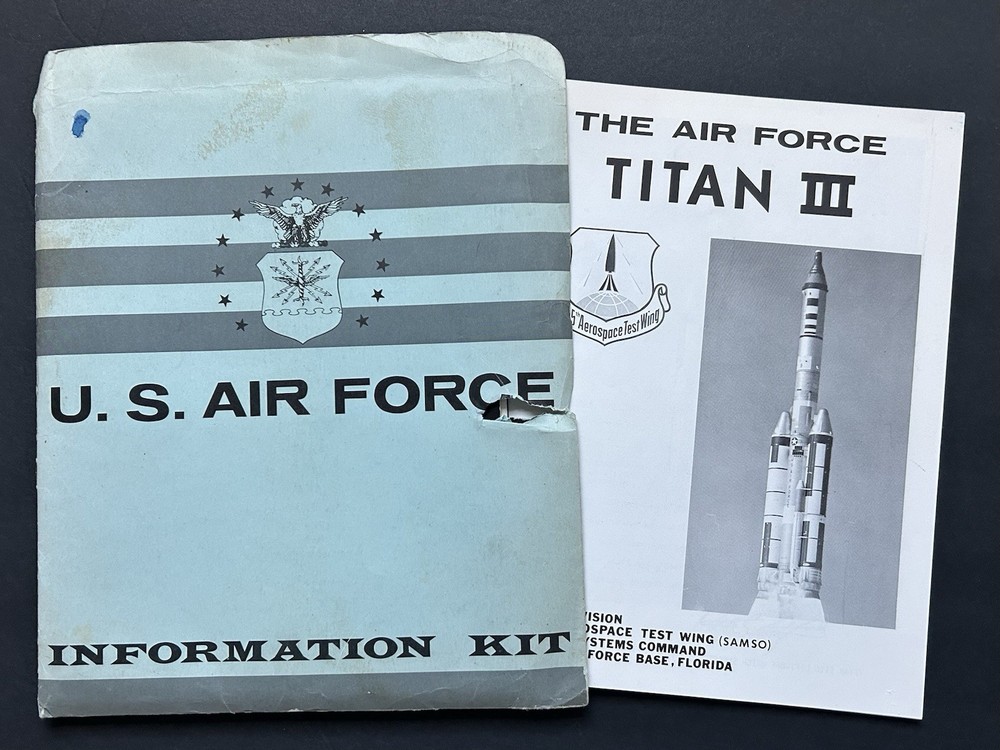 U. S. AIR FORCE
INFORMATION KIT
THE AIR FORCE
TITAN III
5th Aerospace Test Wing
VISION
OSPACE TEST WING (SAMSO)
YSTEMS COMMAND
FORCE BASE, FLORIDA